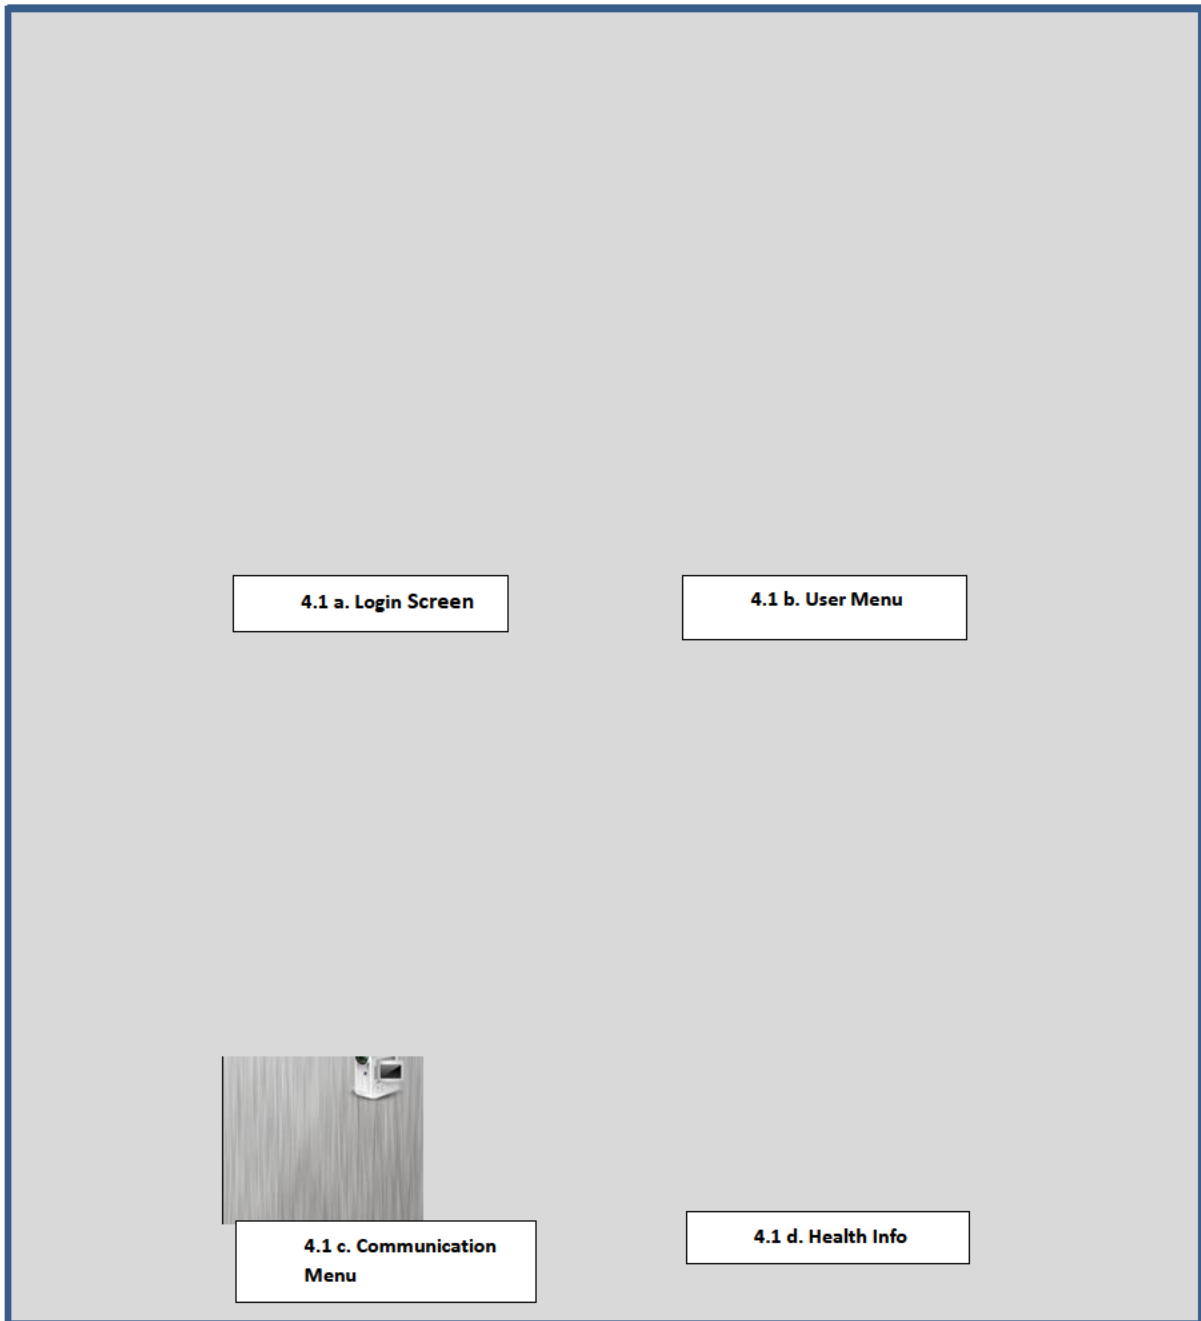 4.1 a. Login Screen
4.1 b. User Menu
4.1 c. Communication
Menu
4.1 d. Health Info